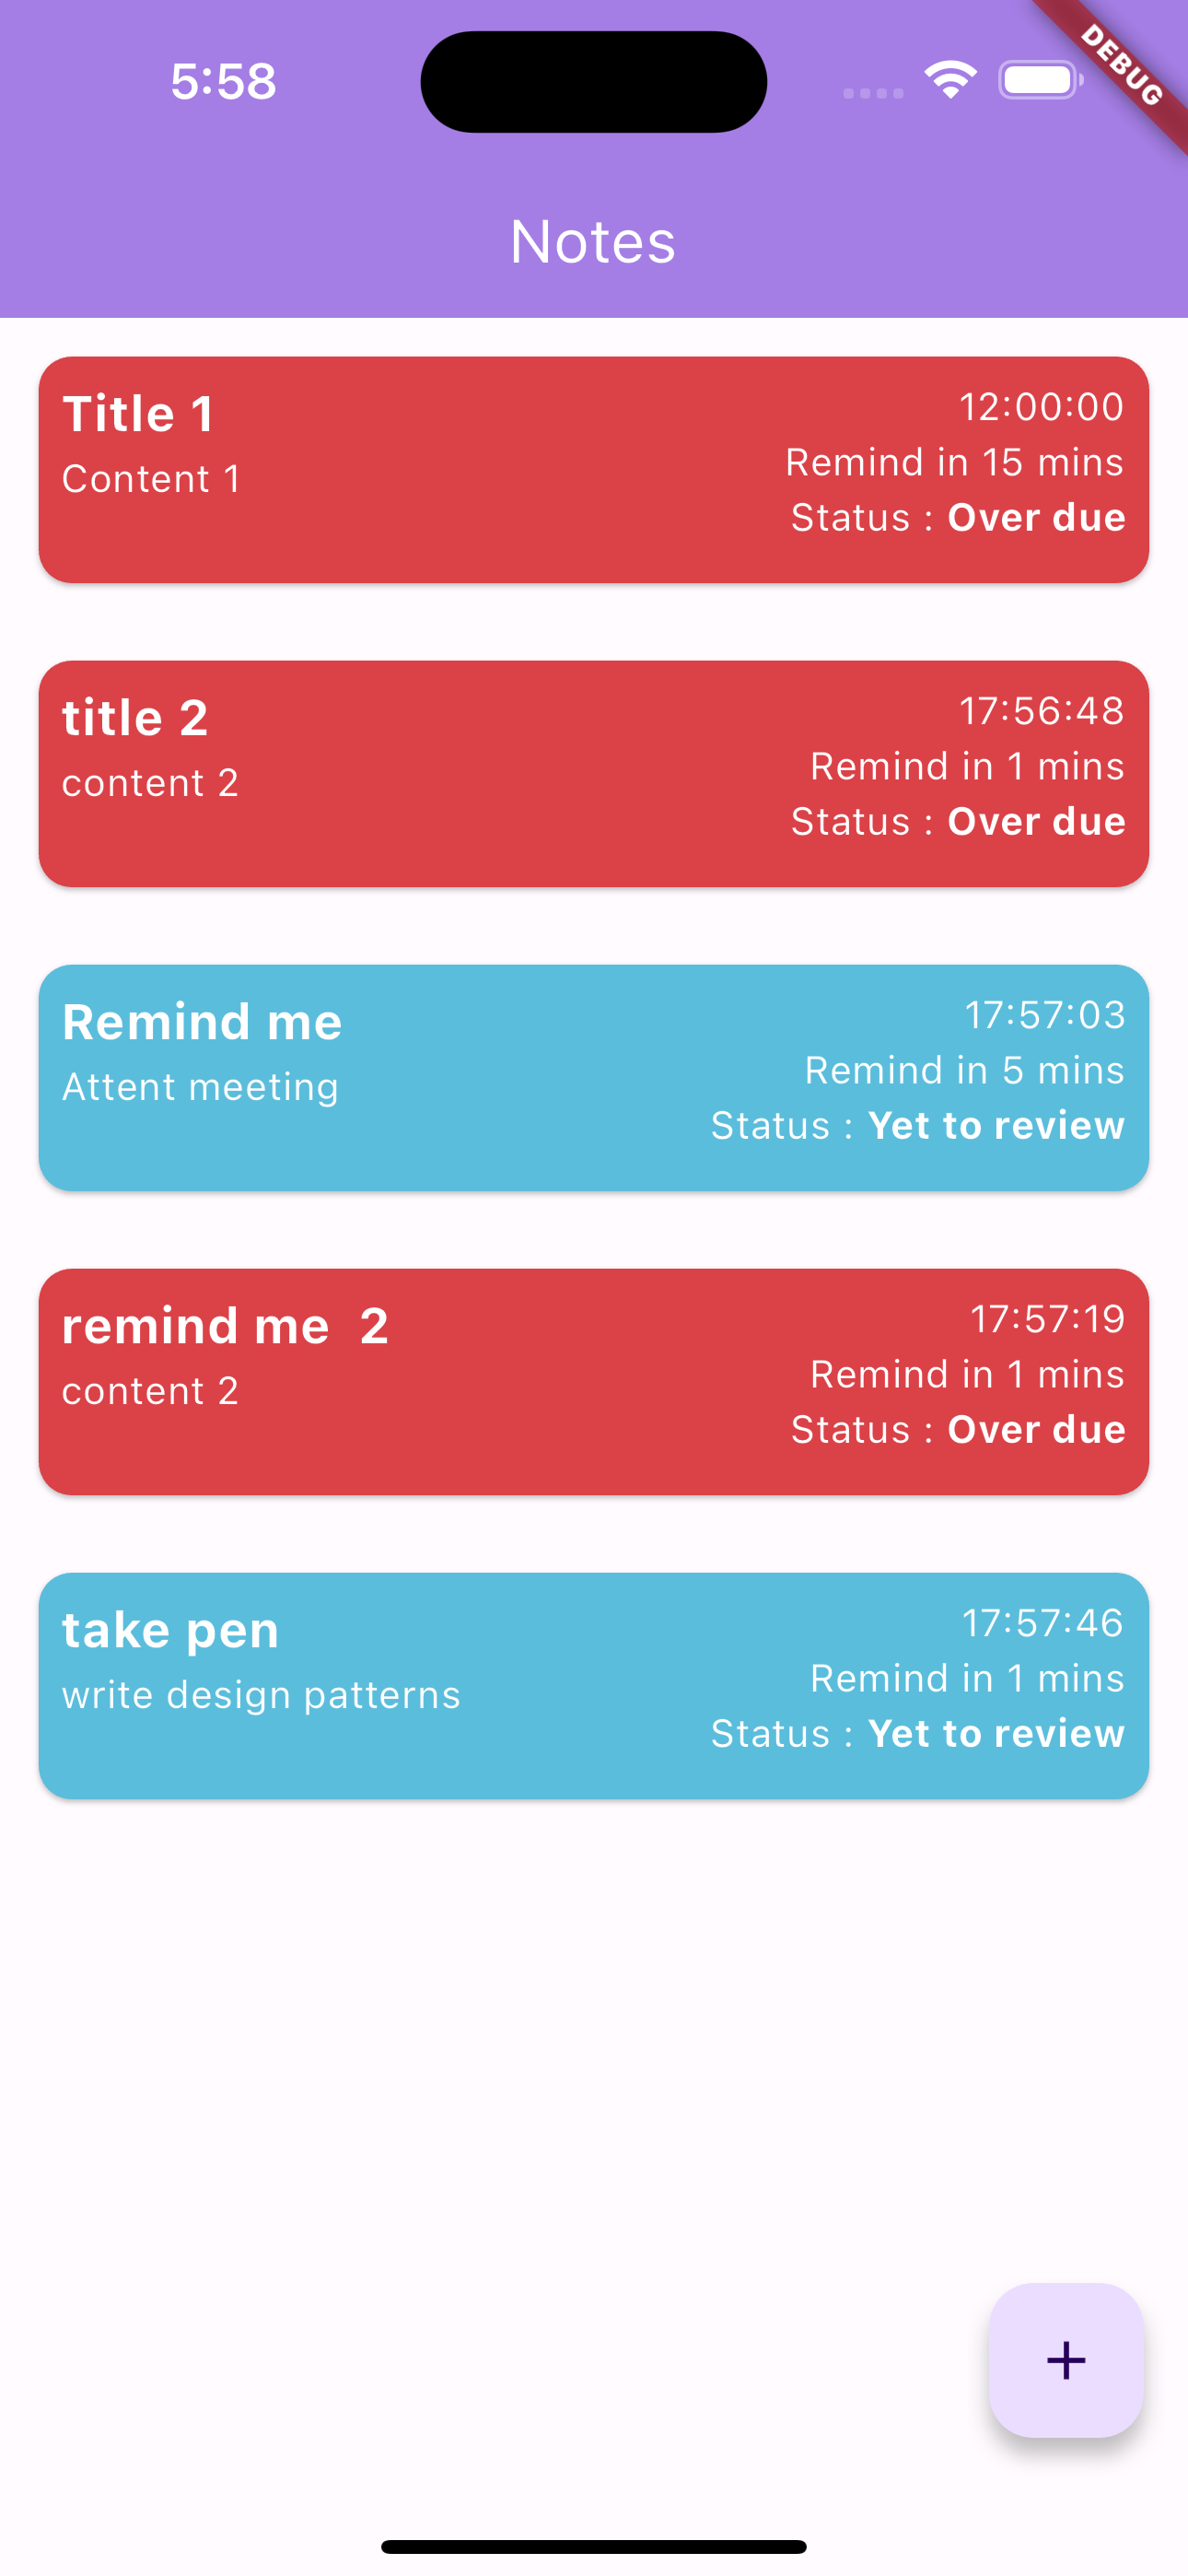 5:58
DEBUG
Notes
Title 1
Content 1
12:00:00
Remind in 15 mins
Status : Over due
title 2
content 2
17:56:48
Remind in 1 mins
Status : Over due
Remind me
Attent meeting
17:57:03
Remind in 5 mins
Status : Yet to review
remind me  2
content 2
17:57:19
Remind in 1 mins
Status : Over due
take pen
write design patterns
17:57:46
Remind in 1 mins
Status : Yet to review
+